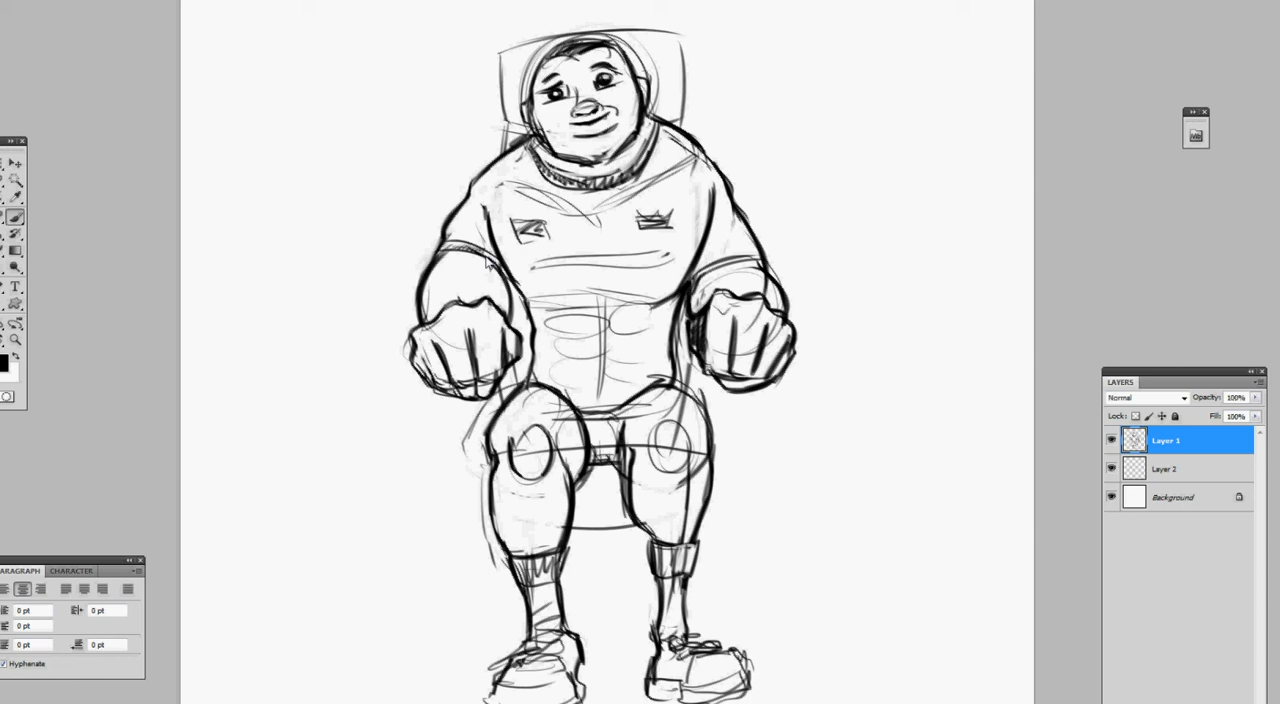 LAYERS
Normal
Opacity: 100%
Lock:
Fill: 100%
Layer 1
Layer 2
Background
T
ARAGRAPH
CHARACTER
0 pt
0 pt
0 pt
0 pt
0 pt
Hyphenate